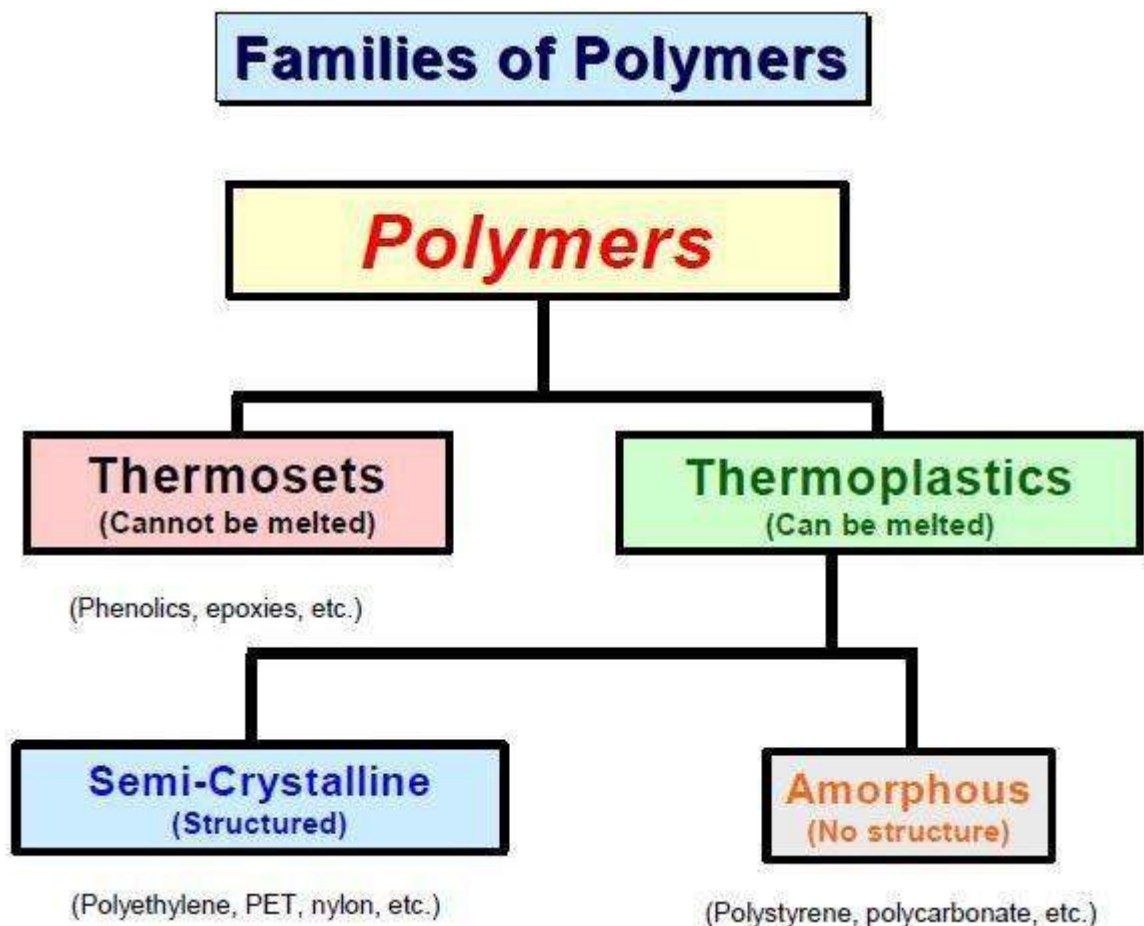 Families of Polymers
Polymers
Thermosets
(Cannot be melted)
Thermoplastics
(Can be melted)
(Phenolics, epoxies, etc.)
Semi-Crystalline
(Structured)
Amorphous
(No structure)
(Polyethylene, PET, nylon, etc.)
(Polystyrene, polycarbonate, etc.)